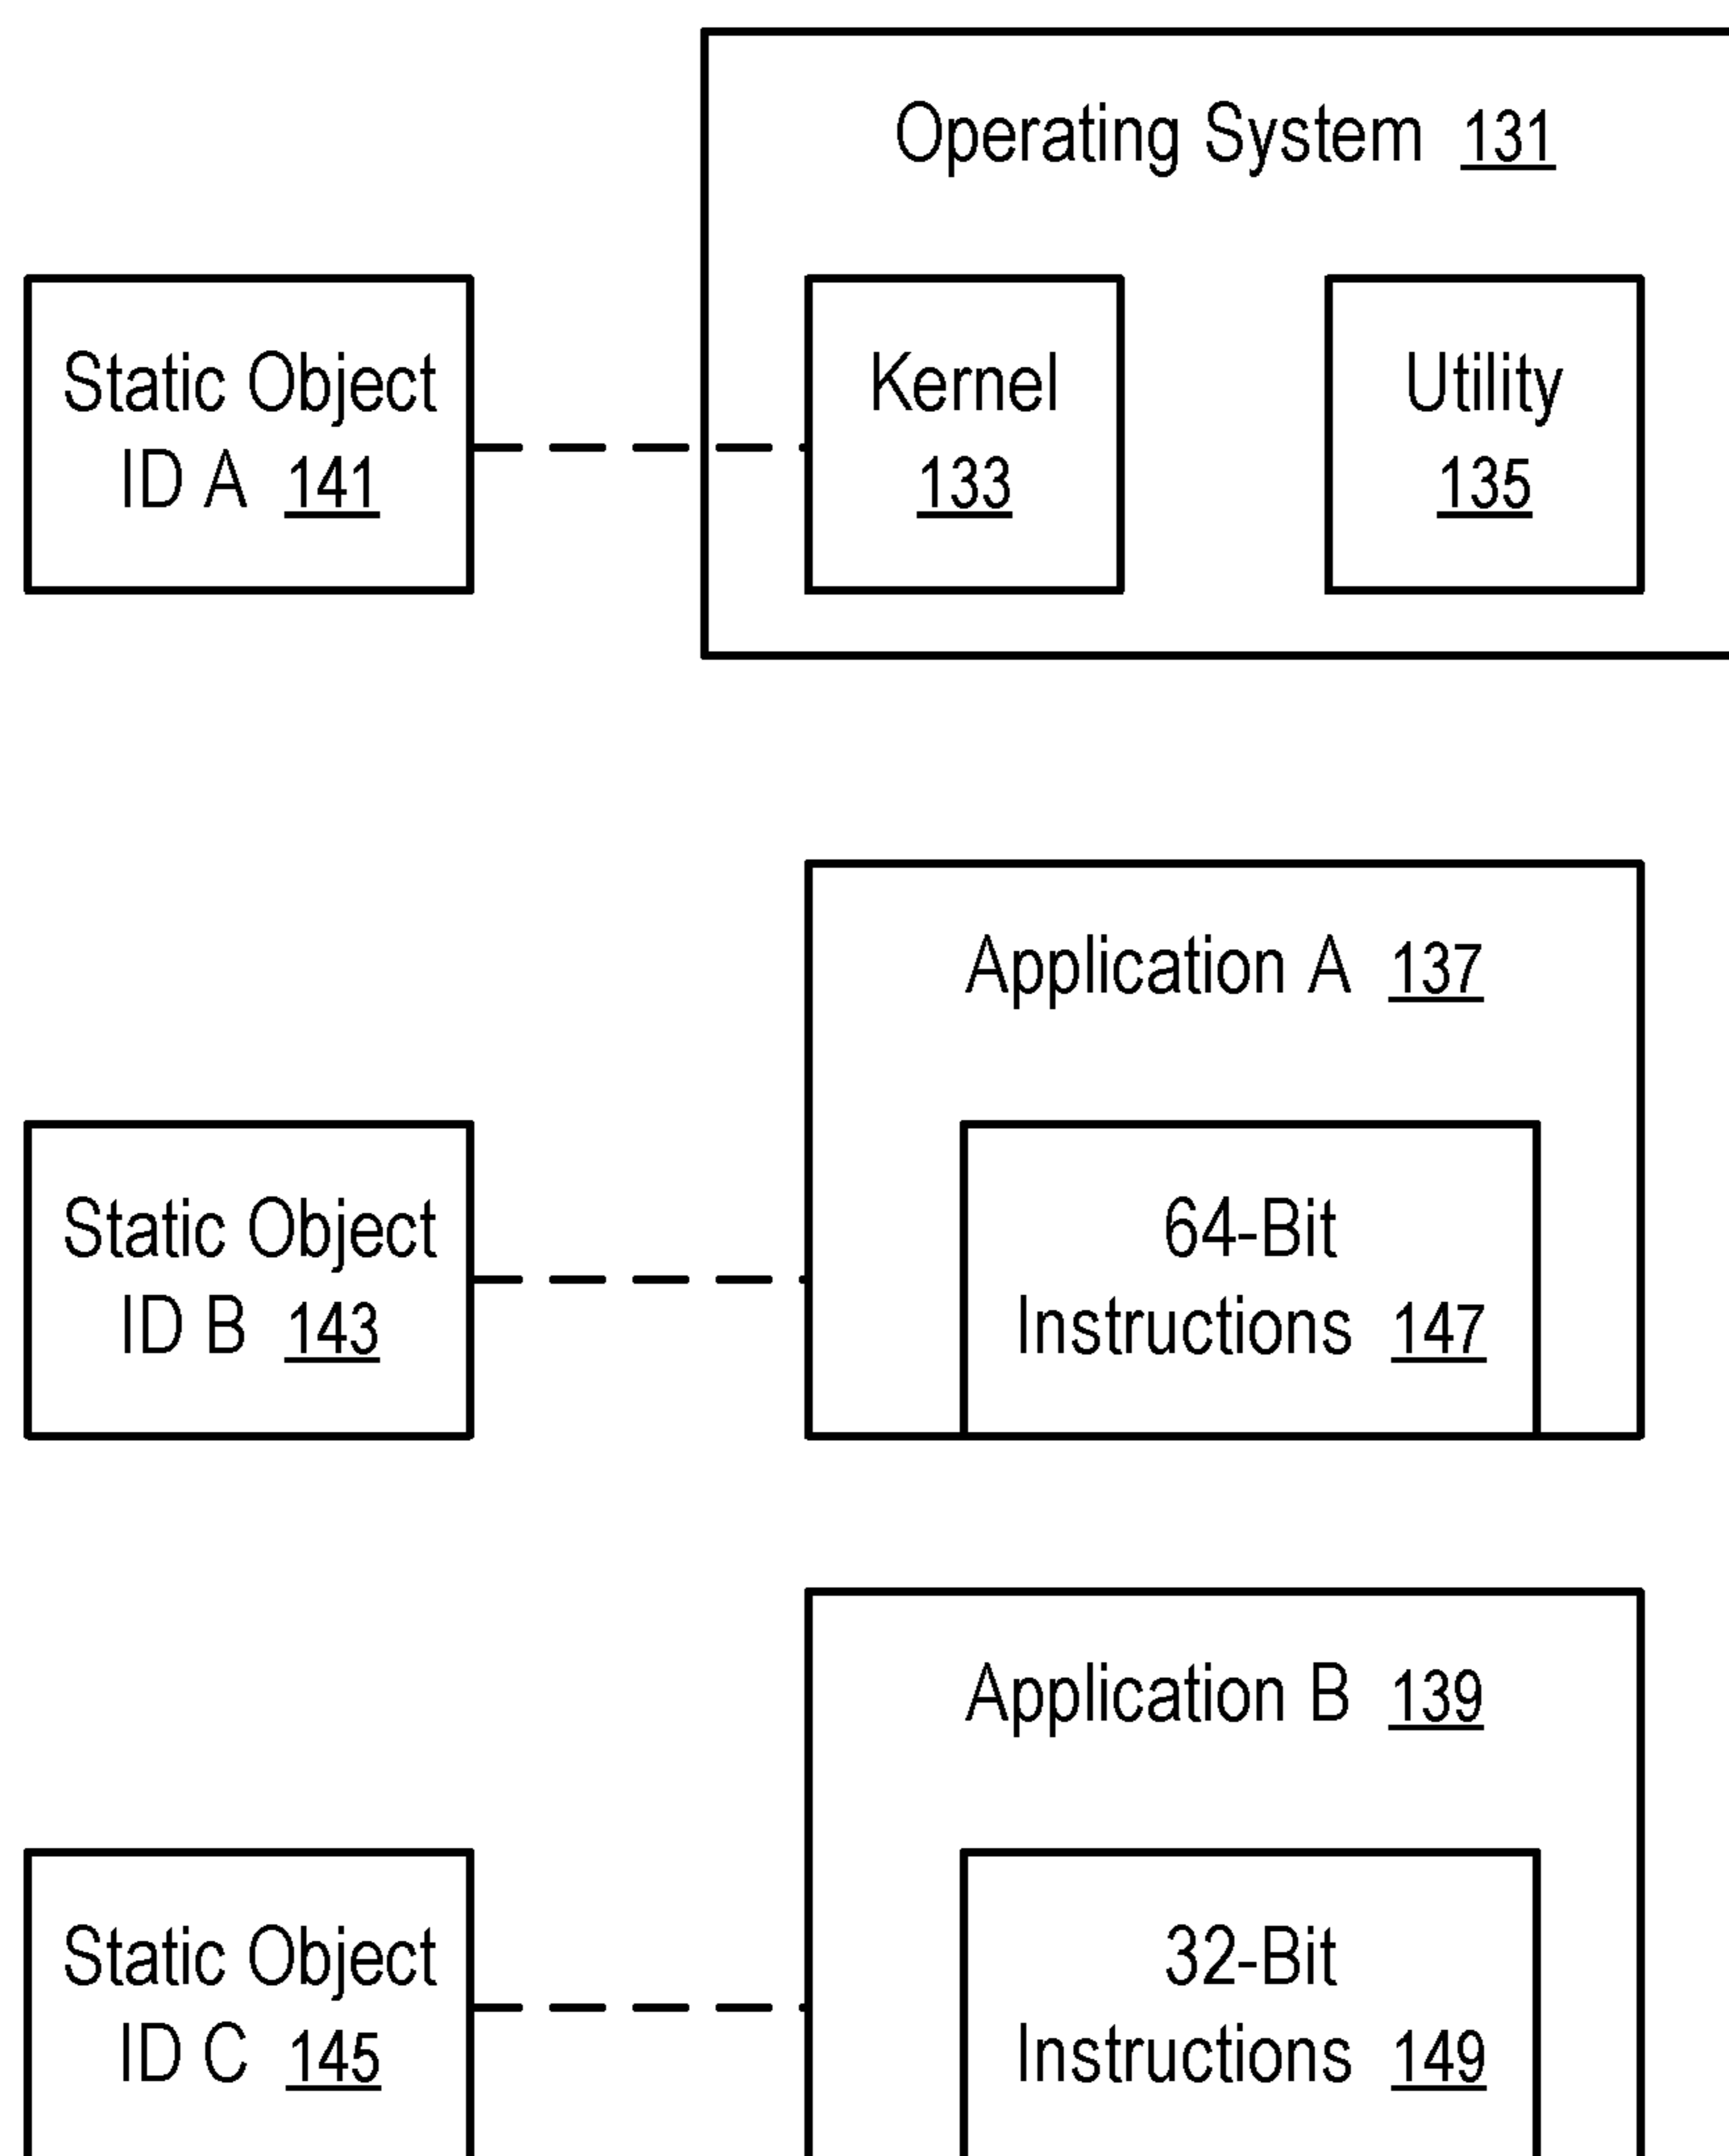 Operating System 131
Static Object
ID A 141
Kernel
133
Utility
135
Application A 137
Static Object
ID B 143
64-Bit
Instructions 147
Application B 139
Static Object
ID C 145
32-Bit
Instructions 149